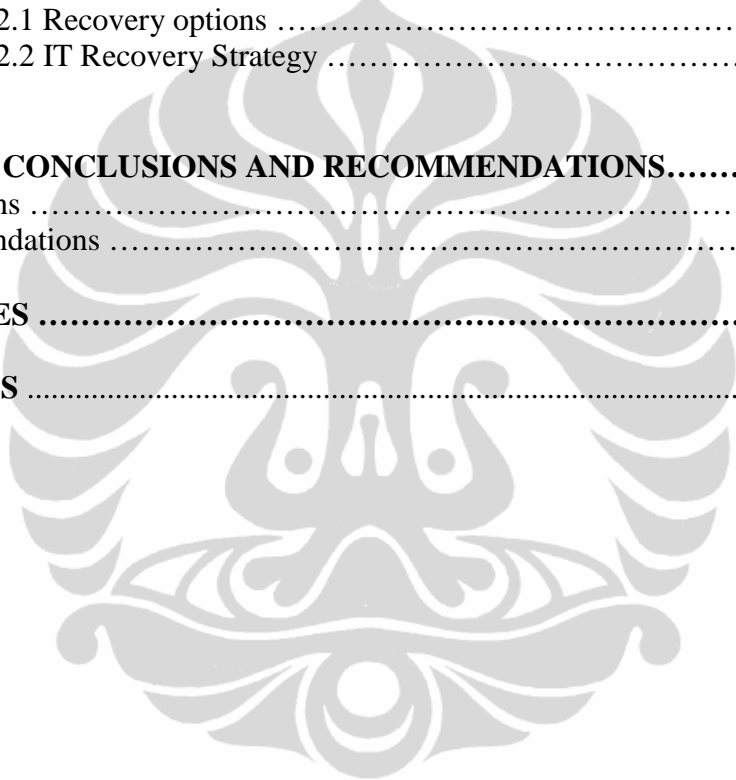 2.1 Recovery options ………………………………………
2.2 IT Recovery Strategy …………………………………
CONCLUSIONS AND RECOMMENDATIONS…….
ns ……………………………………………………………
ndations ………………………………………………………
ES ………………………………………………………………
S ....................................................................................